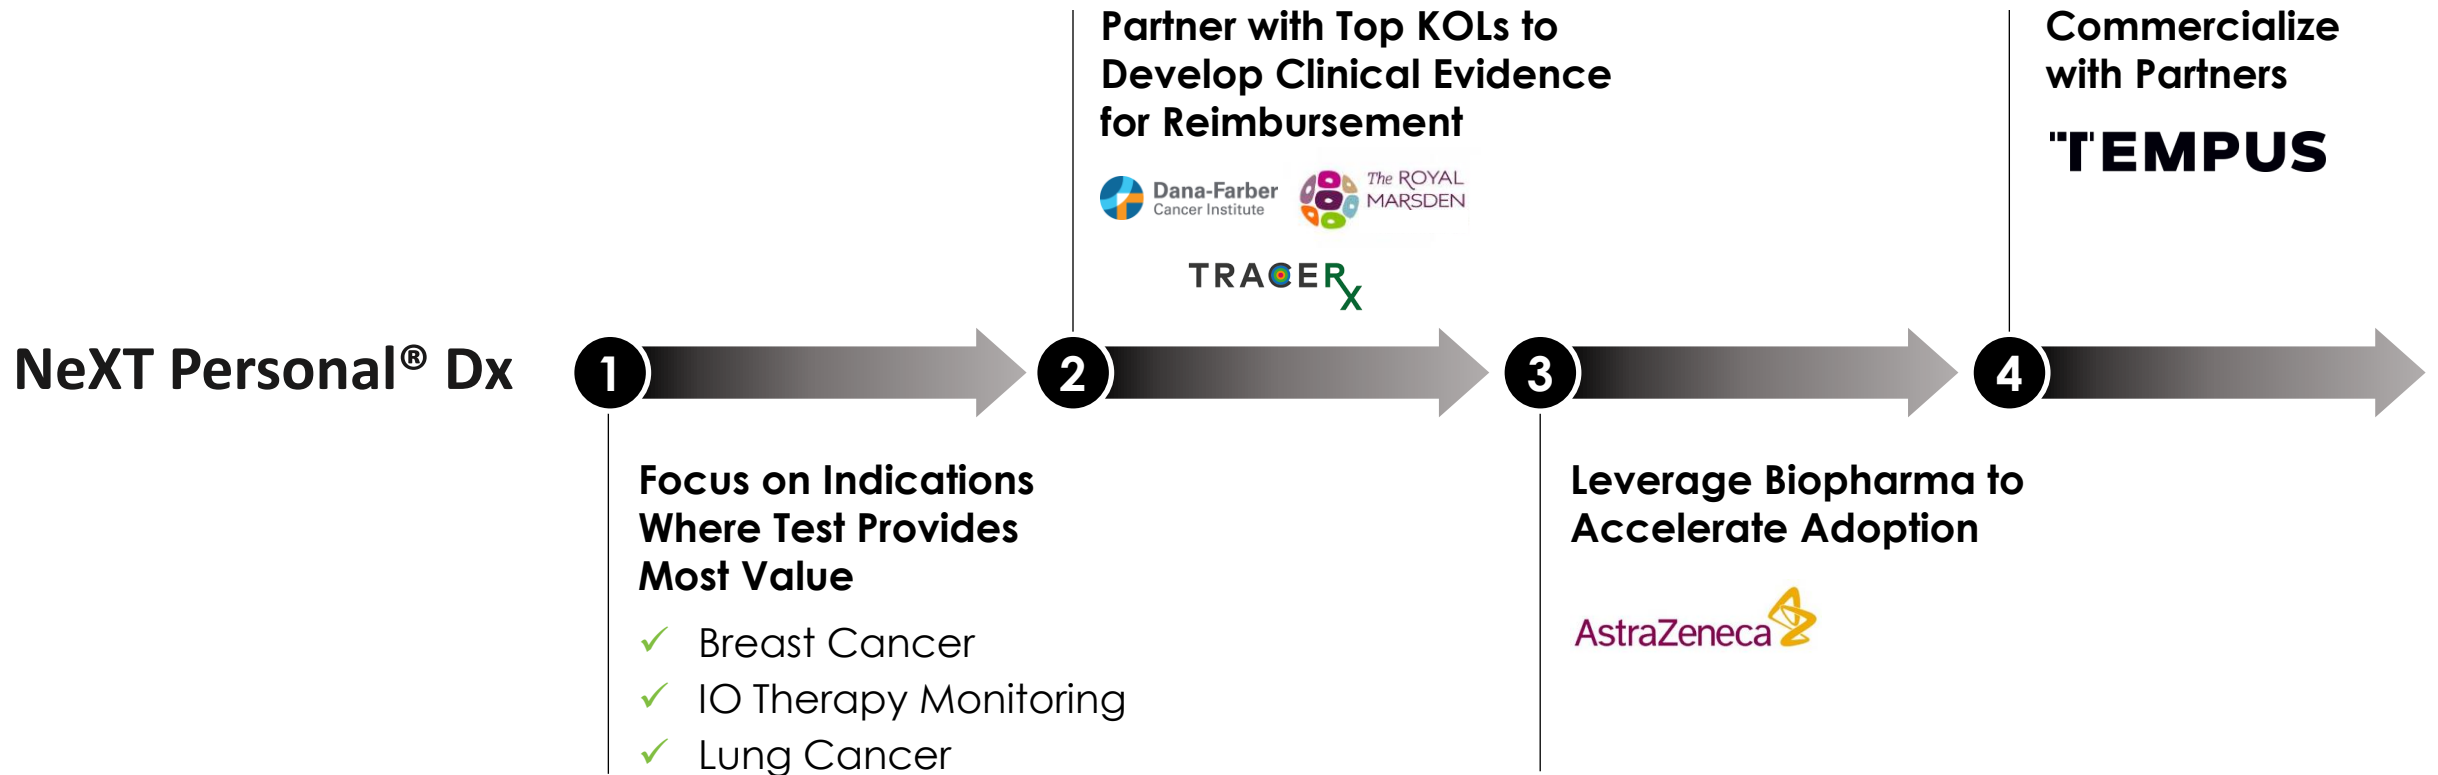 NeXT Personal® Dx
1
Focus on Indications
Where Test Provides
Most Value
✓ Breast Cancer
✓ IO Therapy Monitoring
✓ Lung Cancer
2
Partner with Top KOLs to
Develop Clinical Evidence
for Reimbursement
Dana-Farber
Cancer Institute
The ROYAL
MARSDEN
TRACERx
3
Leverage Biopharma to
Accelerate Adoption
AstraZeneca
4
Commercialize
with Partners
TEMPUS